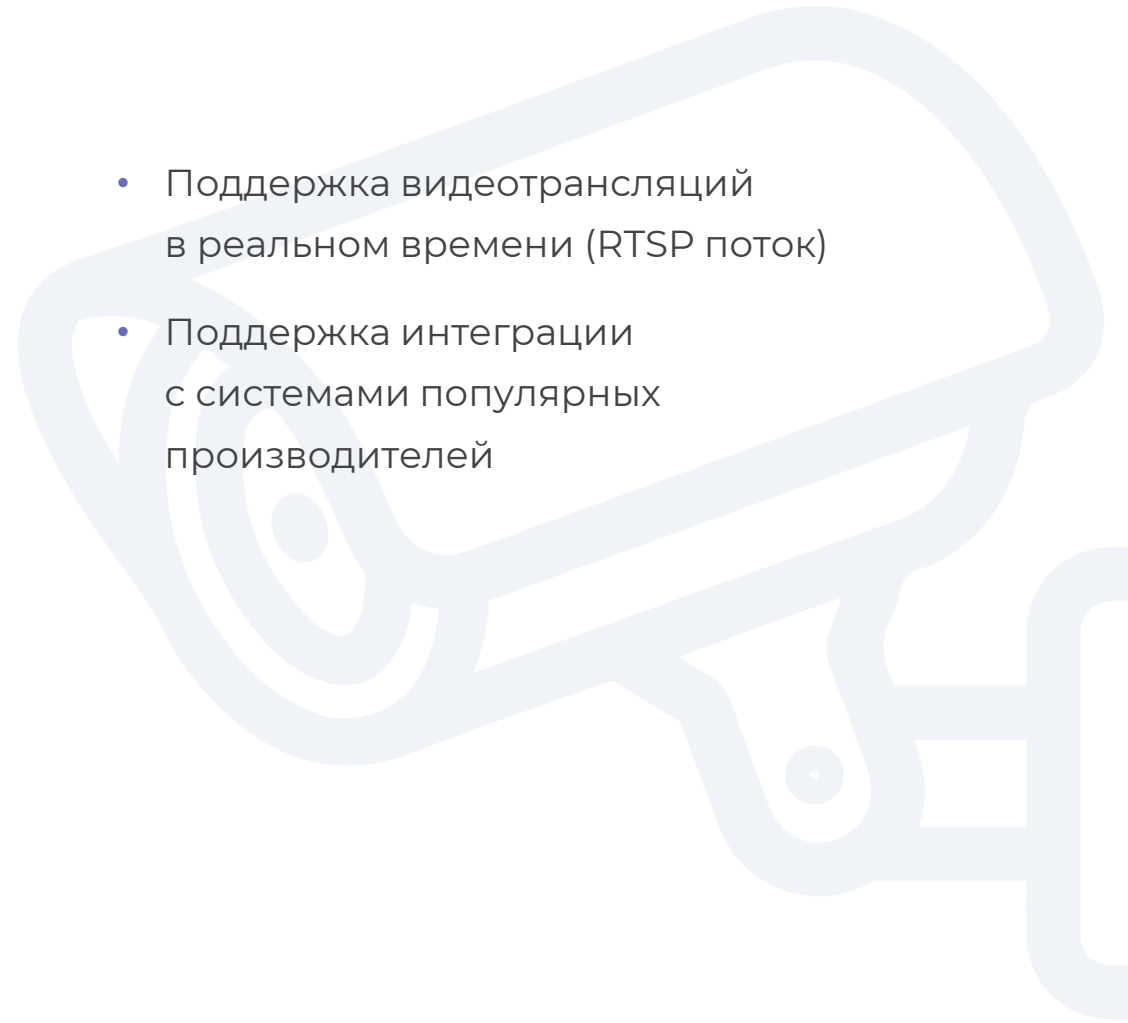 • Поддержка видеотрансляций
в реальном времени (RTSP поток)
• Поддержка интеграции
с системами популярных
производителей